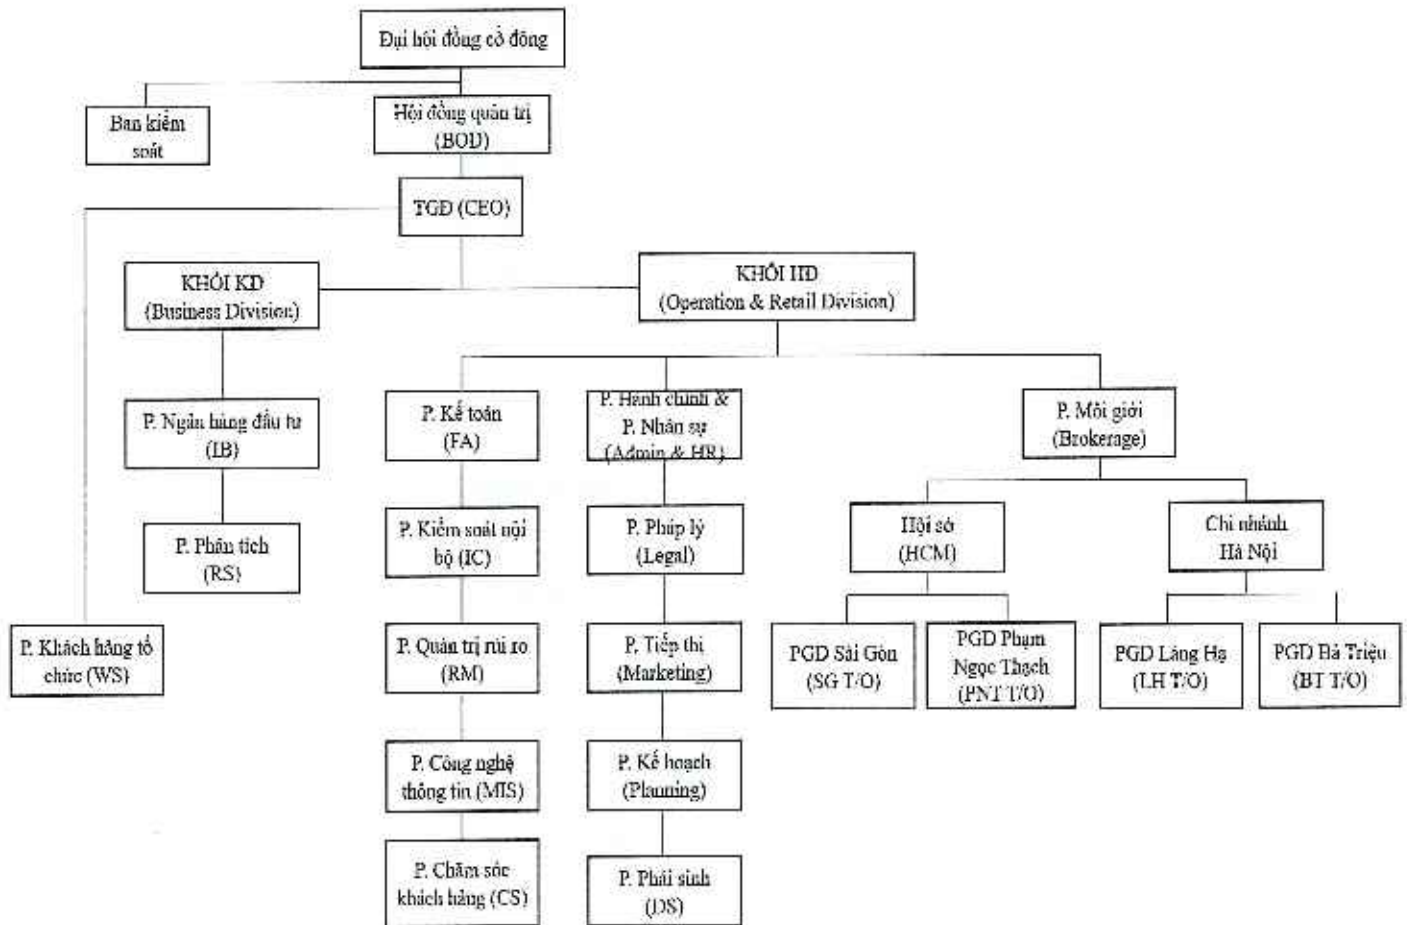 Đại hội đồng cổ đông
Ban kiểm
soát
Hội đồng quản trị
(BOD)
TGĐ (CEO)
KHỐI KD
(Business Division)
KHỐI HĐ
(Operation & Retail Division)
P. Ngân hàng đầu tư
(IB)
P. Phân tích
(RS)
P. Khách hàng tổ
chức (WS)
P. Kế toán
(FA)
P. Kiểm soát nội
bộ (IC)
P. Quản trị rủi ro
(RM)
P. Công nghệ
thông tin (MIS)
P. Chăm sóc
khách hàng (CS)
P. Hành chính &
P. Nhân sự
(Admin & HR)
P. Pháp lý
(Legal)
P. Tiếp thị
(Marketing)
P. Kế hoạch
(Planning)
P. Phái sinh
(DS)
P. Môi giới
(Brokerage)
Hội sở
(HCM)
Chi nhánh
Hà Nội
PGD Sài Gòn
(SG T/O)
PGD Phạm
Ngọc Thạch
(PNT T/O)
PGD Láng Hạ
(LH T/O)
PGD Bà Triệu
(BT T/O)